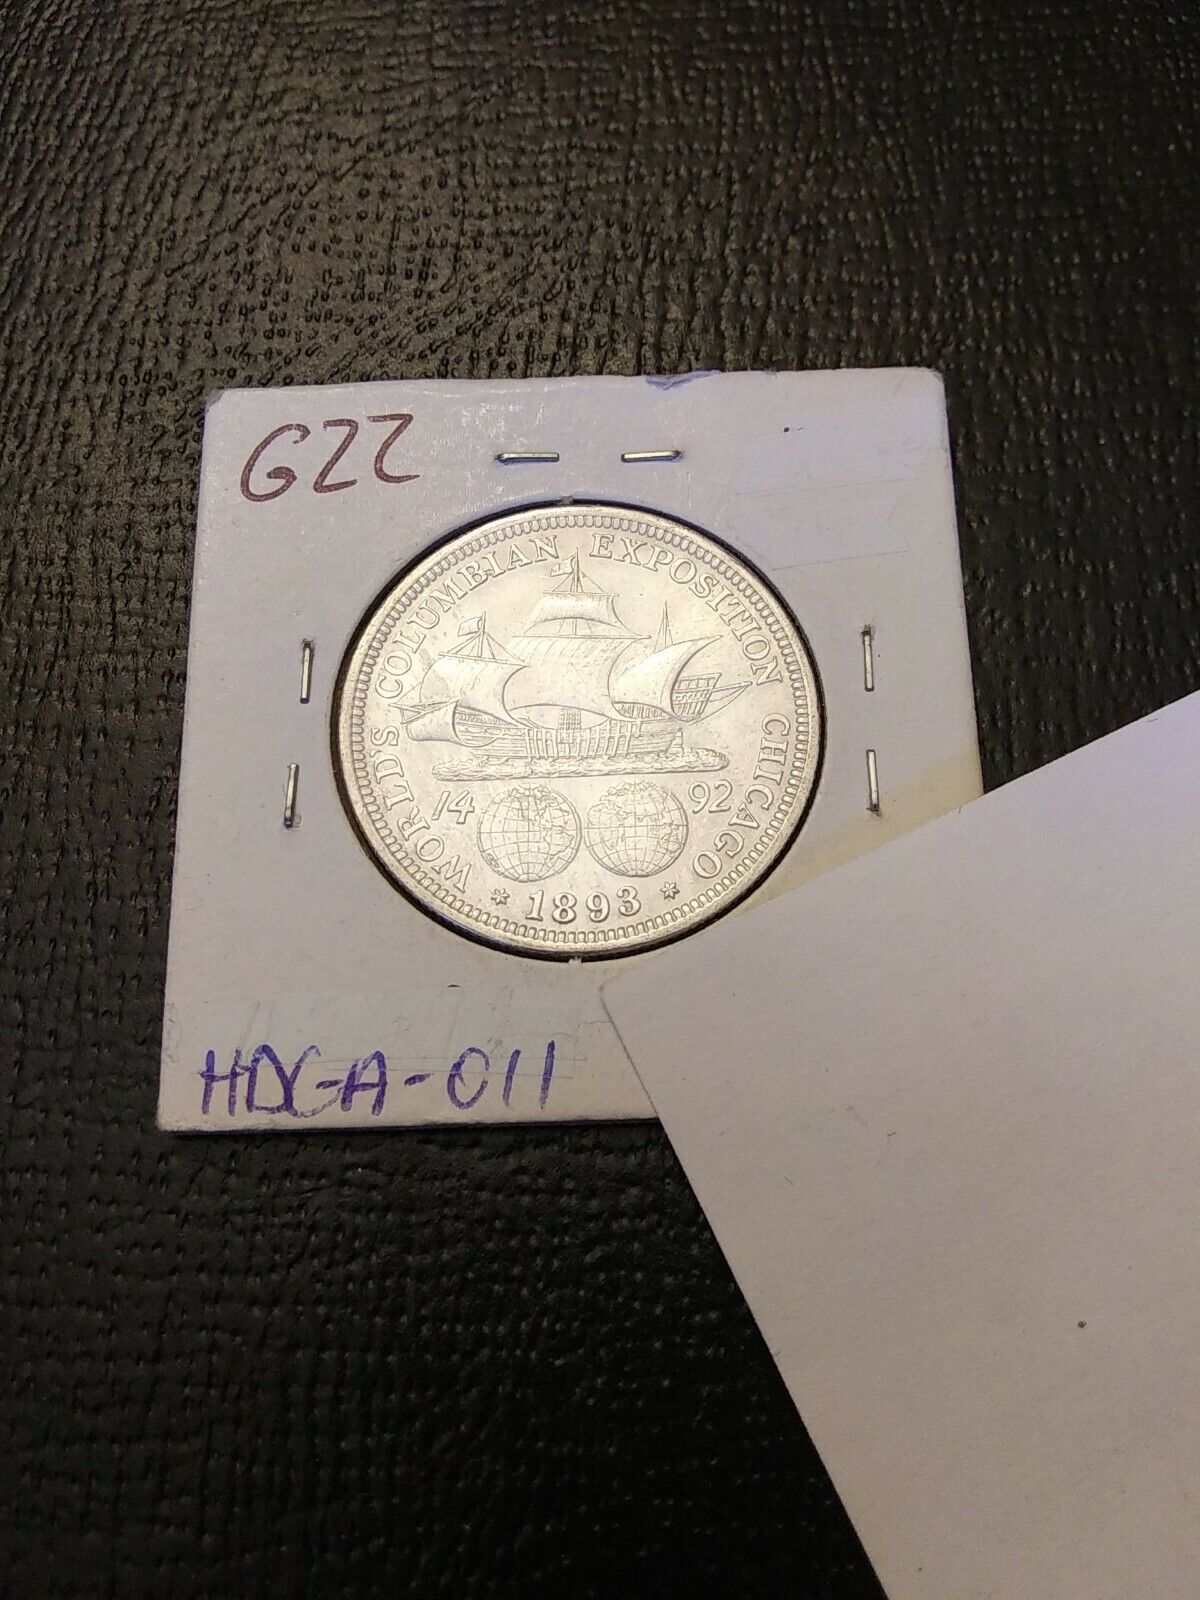 G22
WORLD'S COLUMBIAN EXPOSITION CHICAGO
14 92
* 1893 *
HDG-A-011